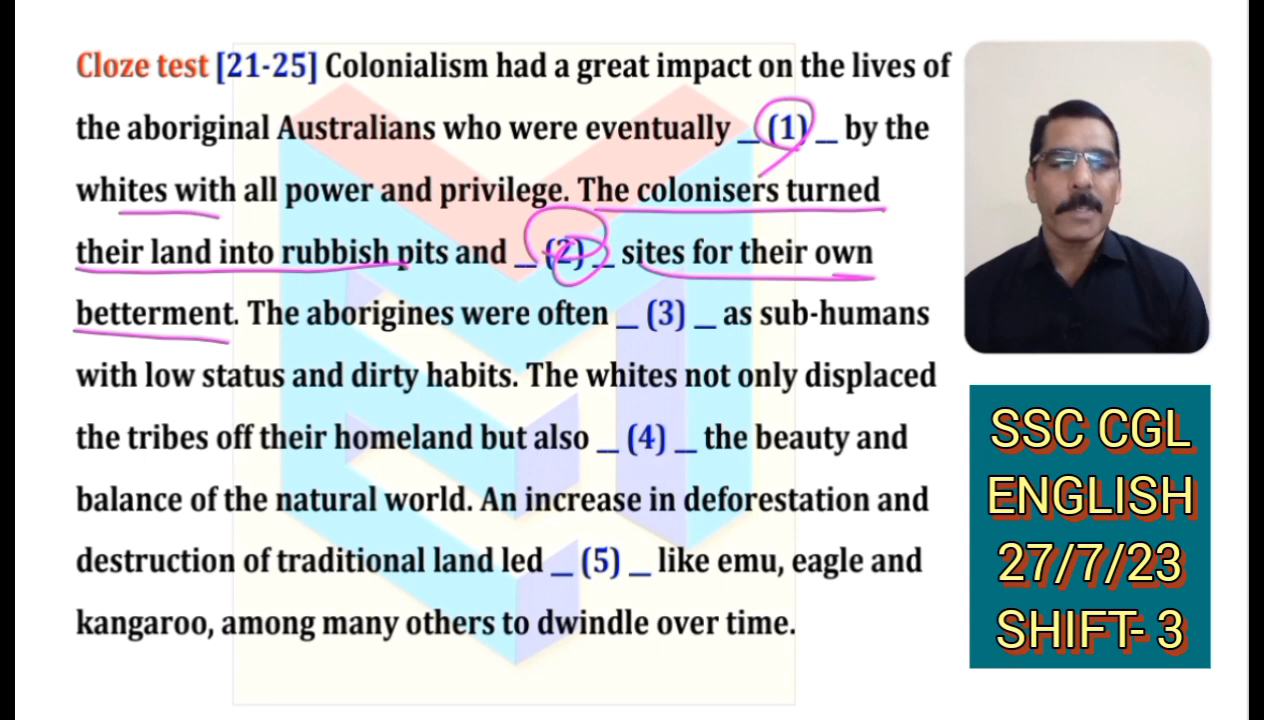 Cloze test [21-25] Colonialism had a great impact on the lives of
the aboriginal Australians who were eventually _ (1) _ by the
whites with all power and privilege. The colonisers turned
their land into rubbish pits and _ (2) _ sites for their own
betterment. The aborigines were often _ (3) _ as sub-humans
with low status and dirty habits. The whites not only displaced
the tribes off their homeland but also _ (4) _ the beauty and
balance of the natural world. An increase in deforestation and
destruction of traditional land led _ (5) _ like emu, eagle and
kangaroo, among many others to dwindle over time.
SSC CGL
ENGLISH
27/7/23
SHIFT- 3